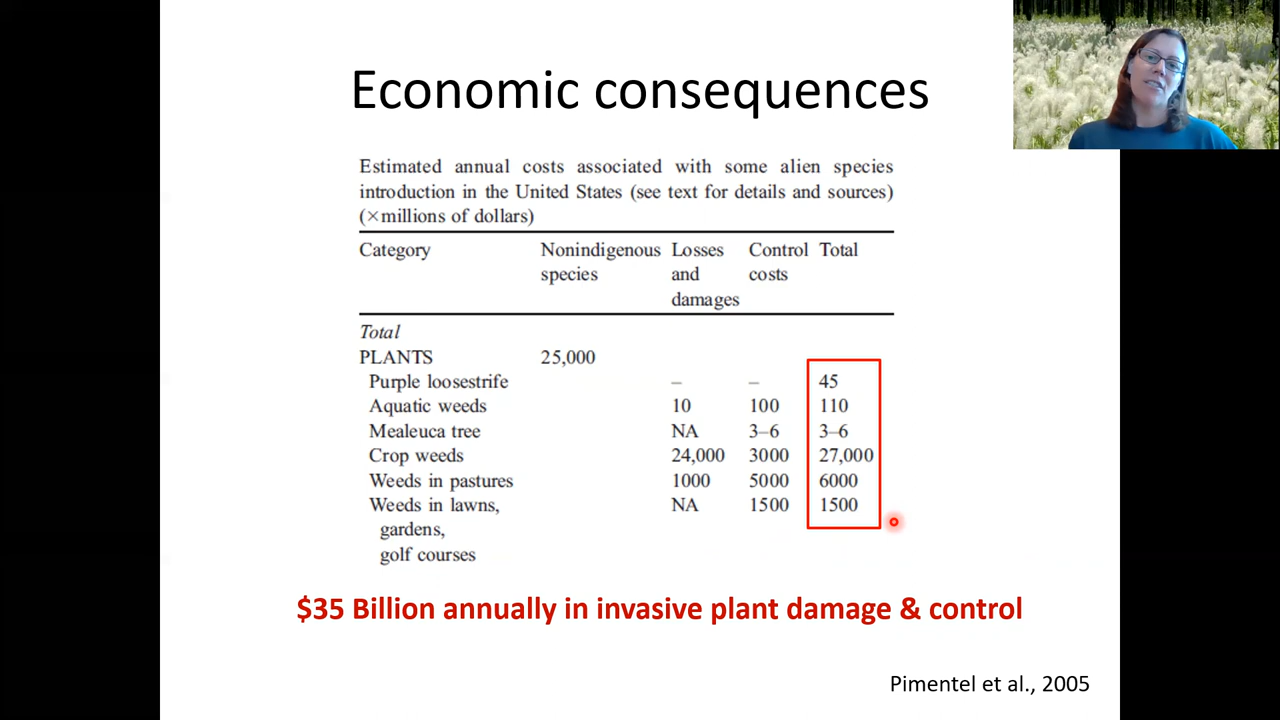 Economic consequences
Estimated annual costs associated with some alien species
introduction in the United States (see text for details and sources)
(×millions of dollars)
Category Nonindigenous species Losses and damages Control costs Total
Total
PLANTS 25,000
Purple loosestrife – – 45
Aquatic weeds 10 100 110
Mealeuca tree NA 3–6 3–6
Crop weeds 24,000 3000 27,000
Weeds in pastures 1000 5000 6000
Weeds in lawns, NA 1500 1500
gardens,
golf courses
$35 Billion annually in invasive plant damage & control
Pimentel et al., 2005